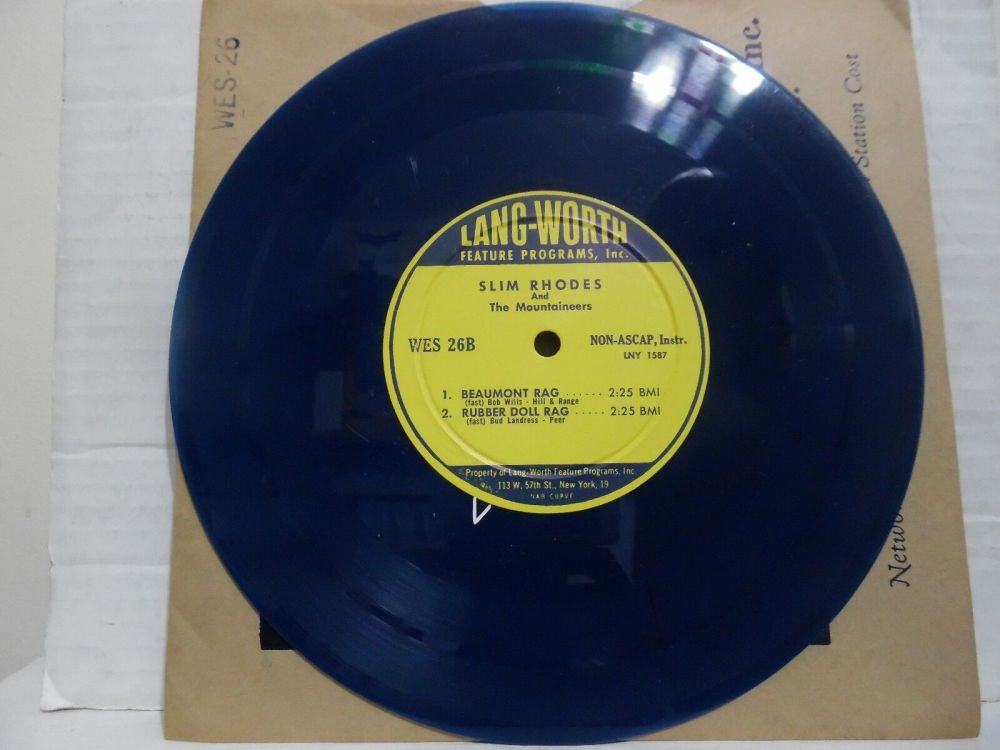 WES-26
Inc.
Station Cost
LANG-WORTH
FEATURE PROGRAMS, Inc.
SLIM RHODES
And
The Mountaineers
WES 26B
NON-ASCAP, Instr.
LNY 1587
1. BEAUMONT RAG ...... 2:25 BMI
(fast) Bob Wills - Hill & Range
2. RUBBER DOLL RAG ..... 2:25 BMI
(fast) Bud Landress - Peer
Property of Lang-Worth Feature Programs, Inc.
113 W. 57th St., New York, 19
NAB CURVE